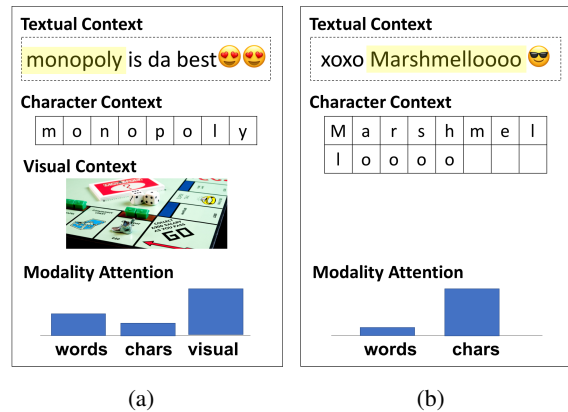 Textual Context
monopoly is da best😍😍
Character Context
m o n o p o l y
Visual Context
GO
Modality Attention
words chars visual
(a)
Textual Context
xoxo Marshmelloooo 😎
Character Context
M a r s h m e l
l o o o o
Modality Attention
words chars
(b)